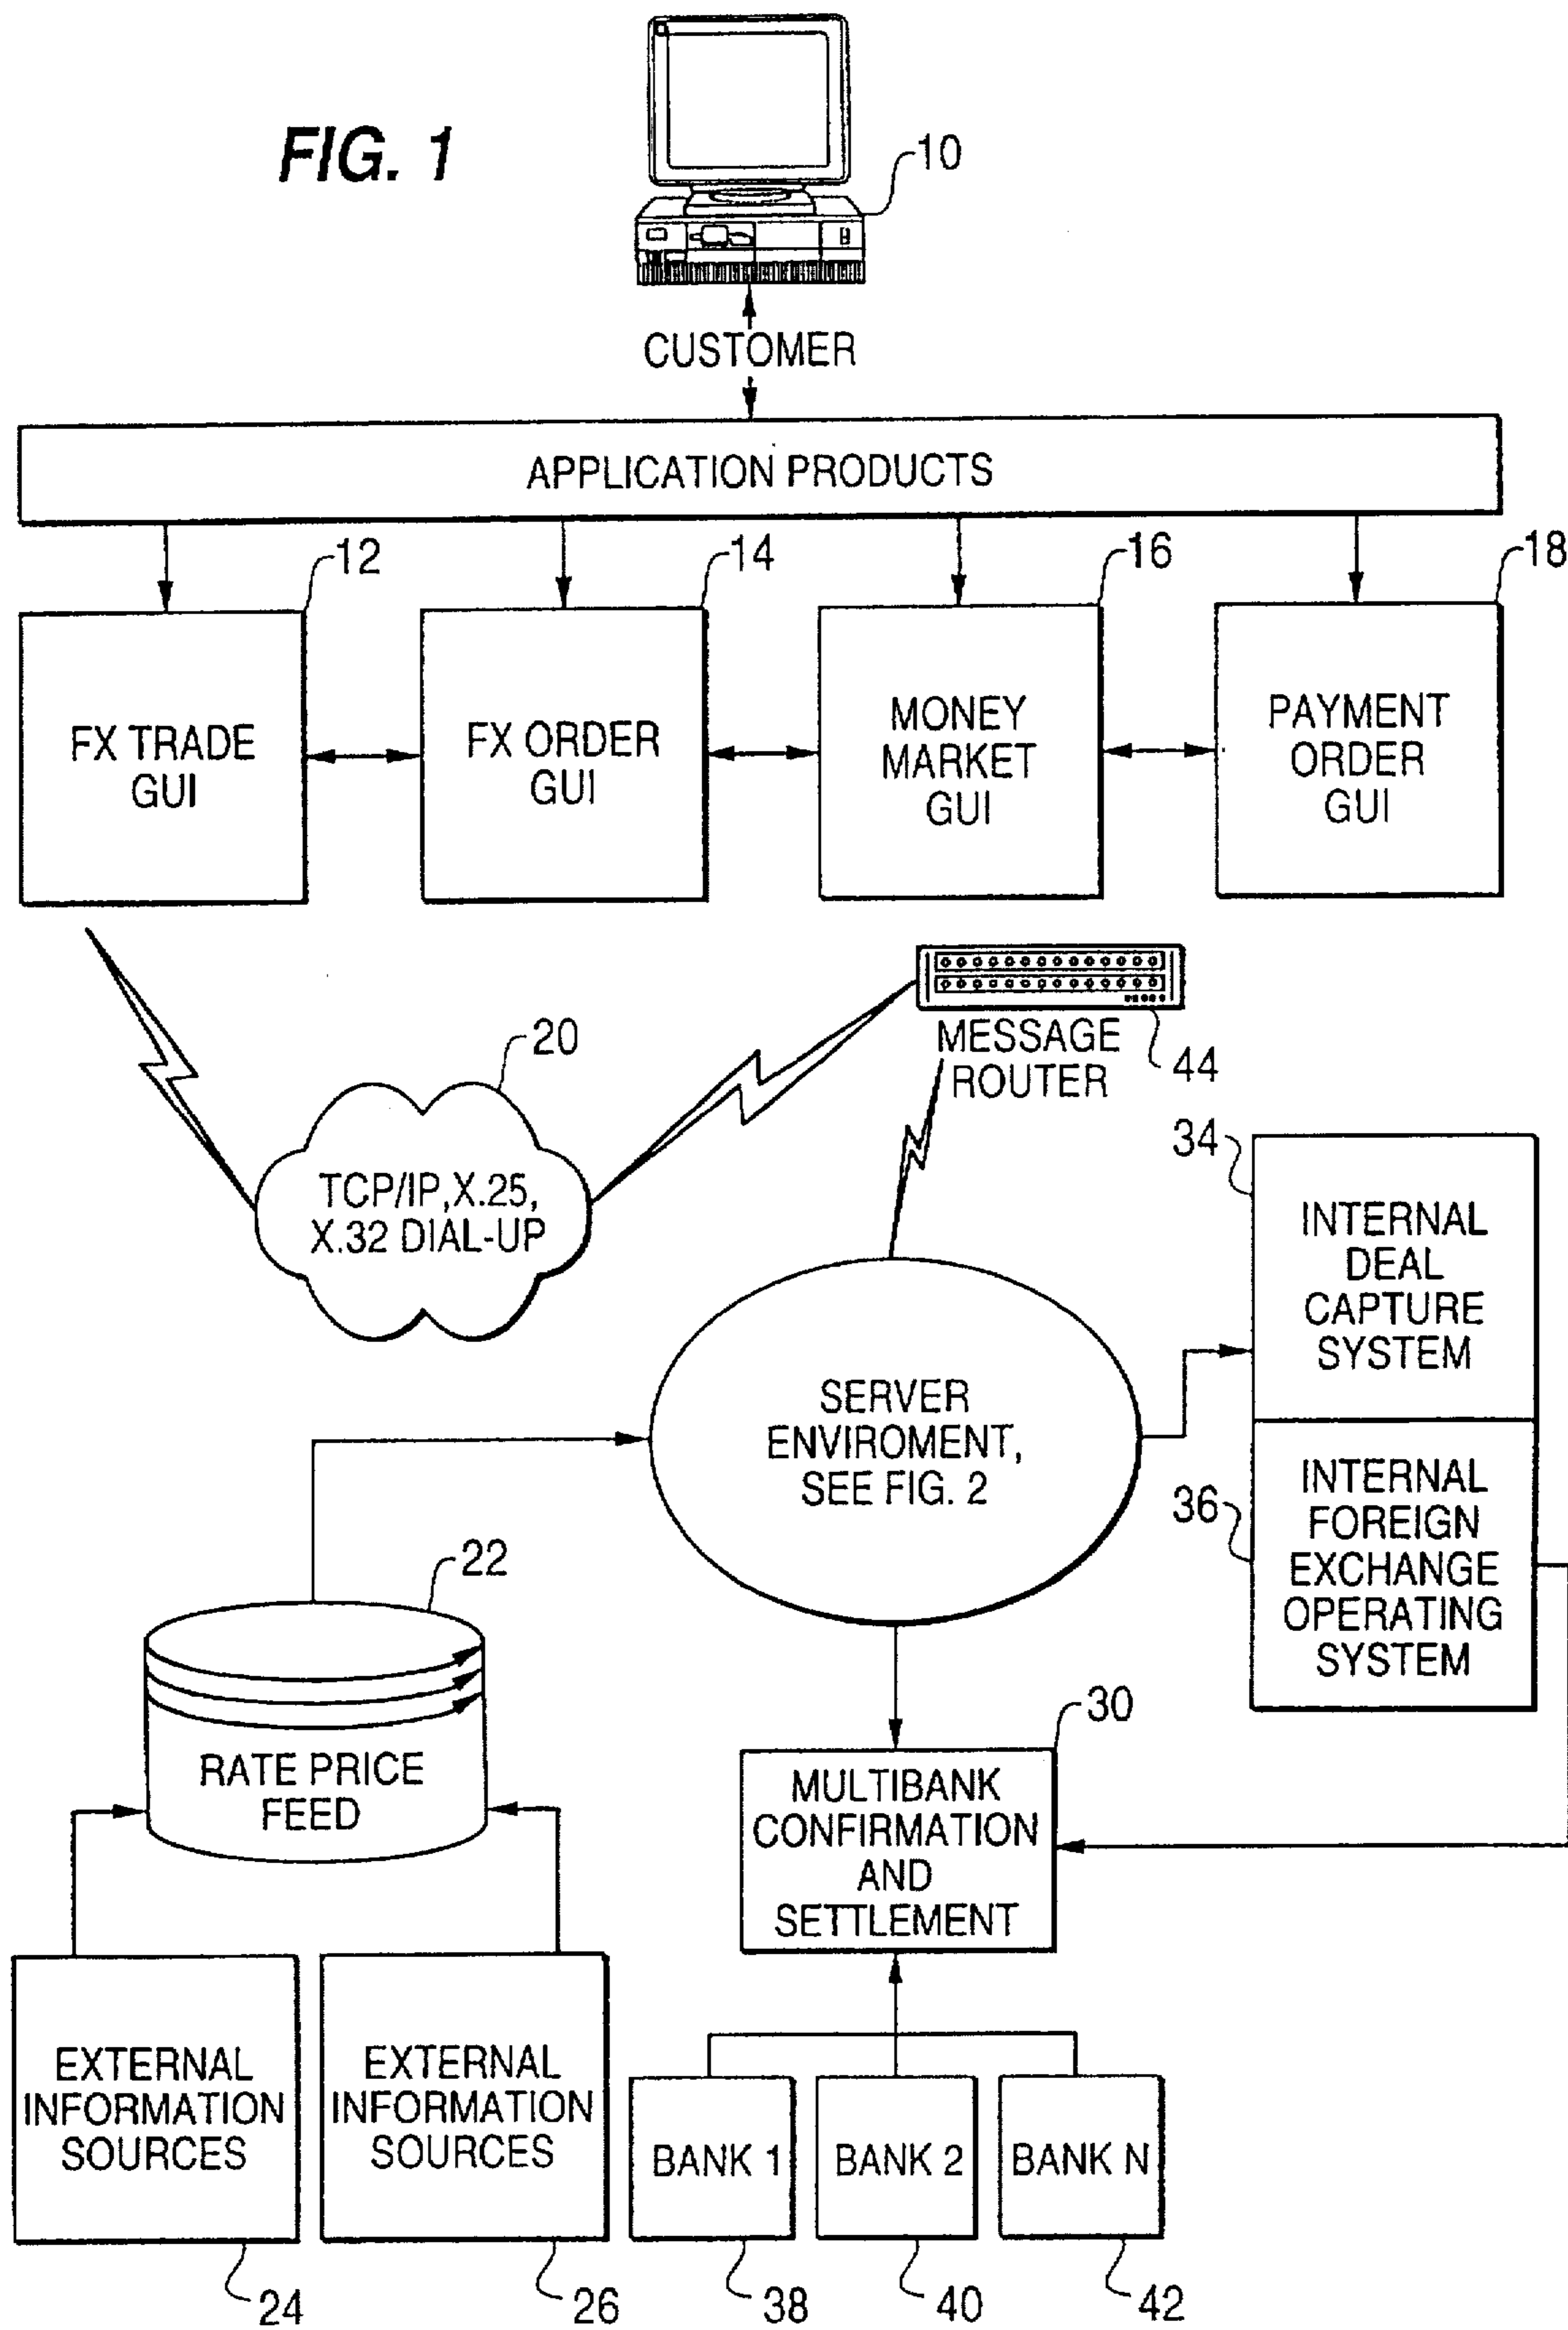 FIG. 1
10
CUSTOMER
APPLICATION PRODUCTS
12
14
16
18
FX TRADE
GUI
FX ORDER
GUI
MONEY
MARKET
GUI
PAYMENT
ORDER
GUI
20
TCP/IP,X.25,
X.32 DIAL-UP
MESSAGE
ROUTER
44
34
INTERNAL
DEAL
CAPTURE
SYSTEM
SERVER
ENVIROMENT,
SEE FIG. 2
36
INTERNAL
FOREIGN
EXCHANGE
OPERATING
SYSTEM
22
RATE PRICE
FEED
30
MULTIBANK
CONFIRMATION
AND
SETTLEMENT
EXTERNAL
INFORMATION
SOURCES
EXTERNAL
INFORMATION
SOURCES
BANK 1
BANK 2
BANK N
24
26
38
40
42